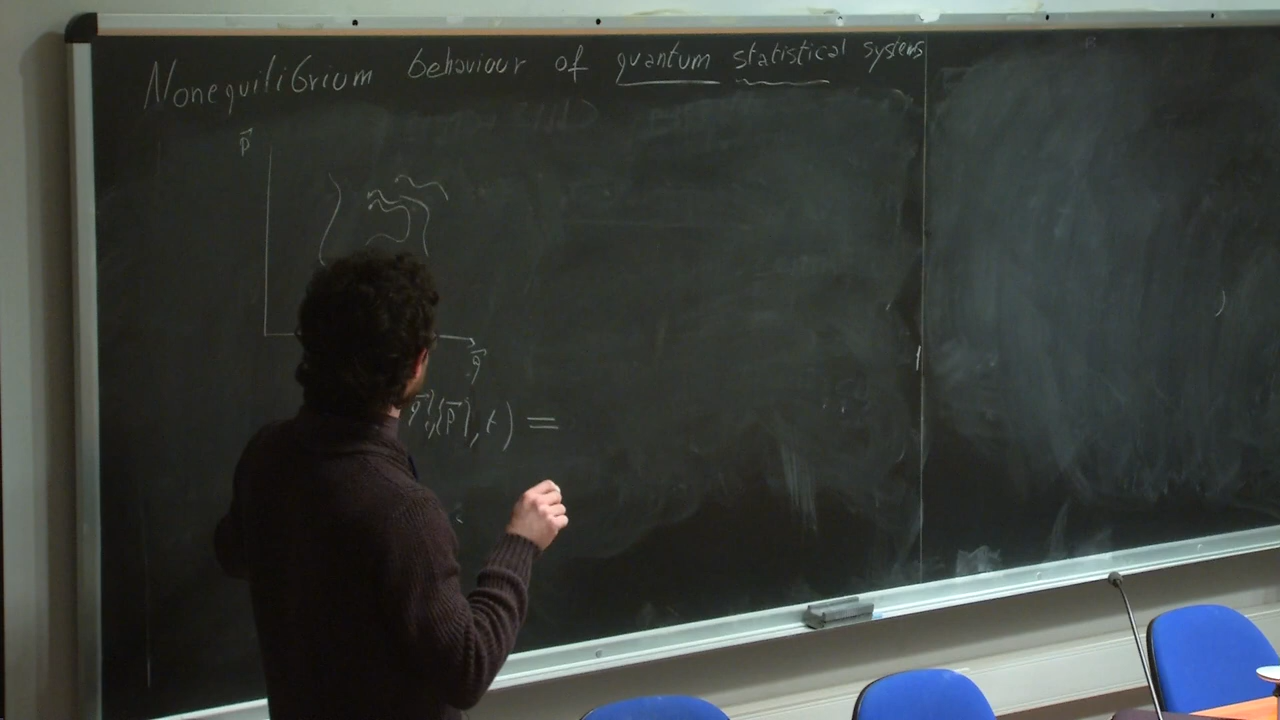 Nonequilibrium behaviour of quantum statistical systems
p⃗
q⃗
q⃗},{p⃗}, t) =